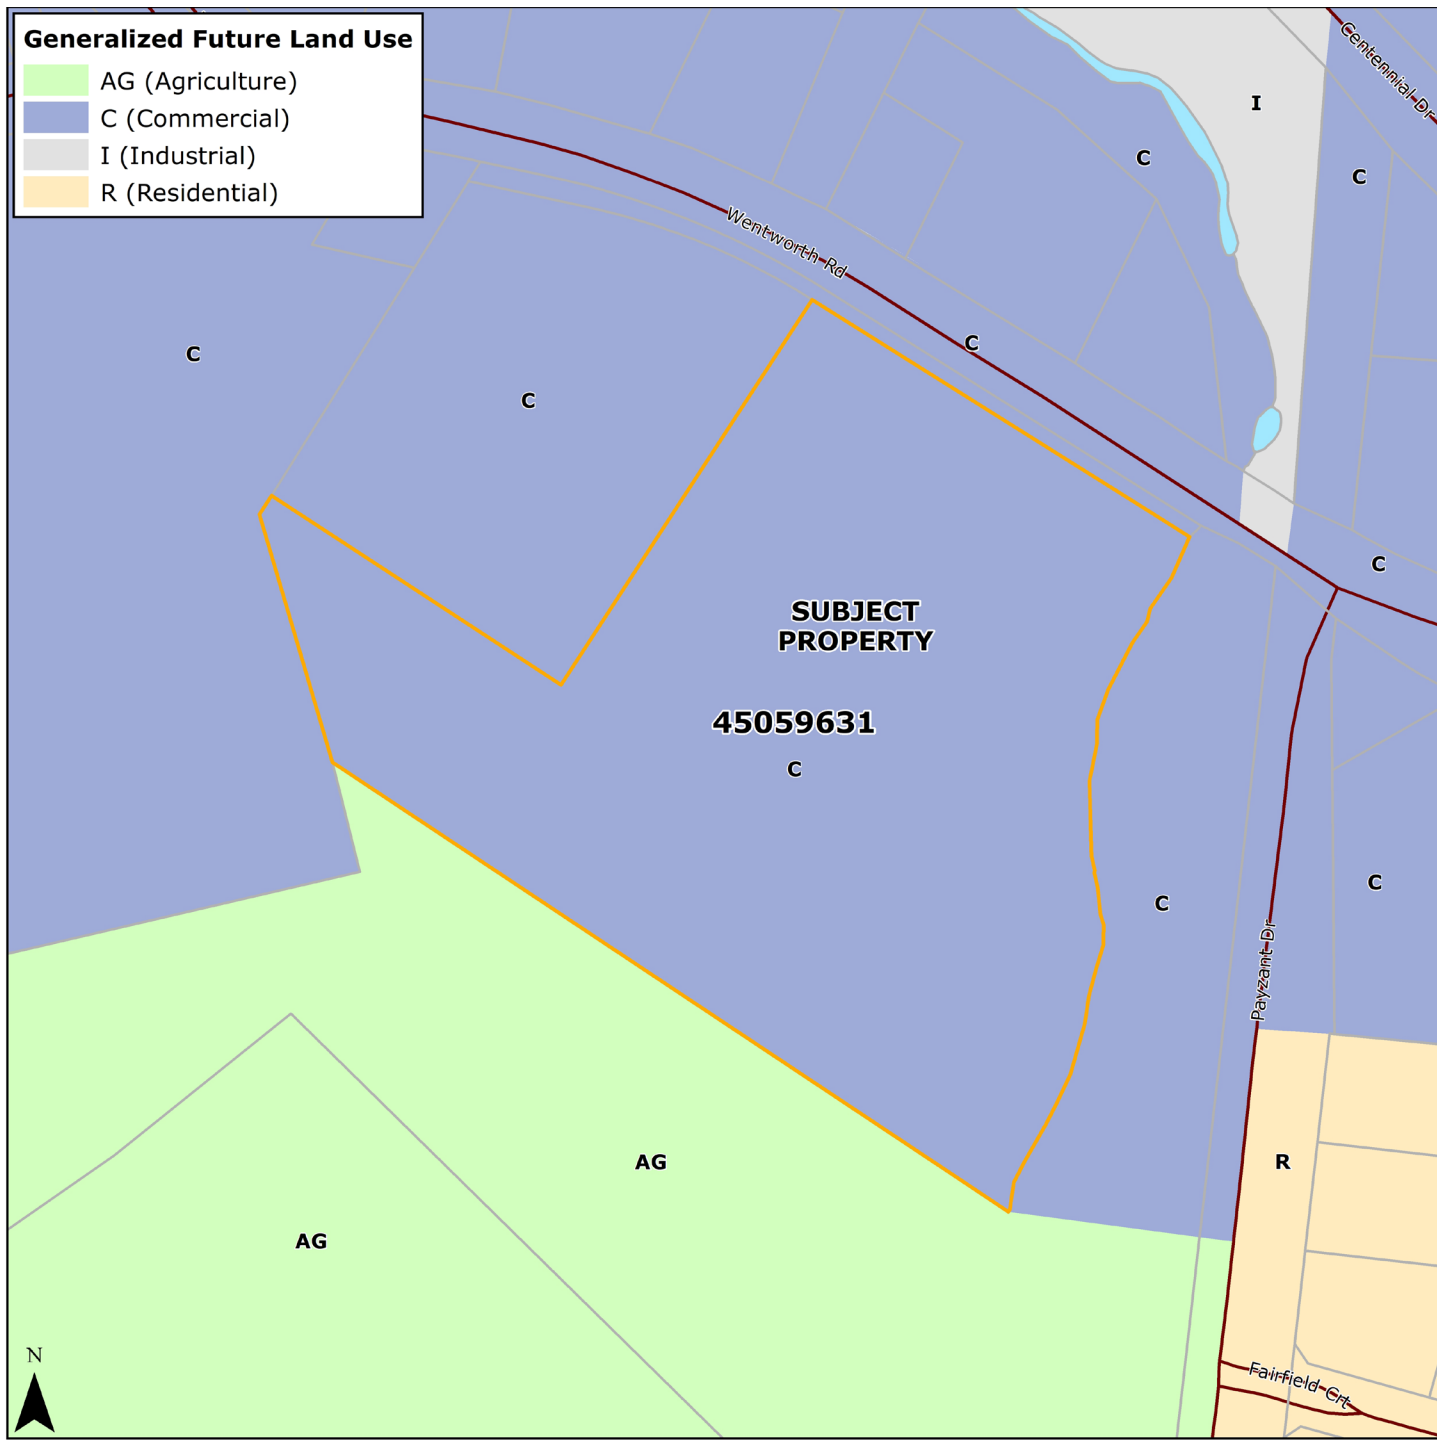 Generalized Future Land Use
AG (Agriculture)
C (Commercial)
I (Industrial)
R (Residential)
Centennial Dr
I
C
C
Wentworth Rd
C
C
C
C
SUBJECT
PROPERTY
45059631
C
C
C
Payzant Dr
AG
R
AG
N
Fairfield Crt